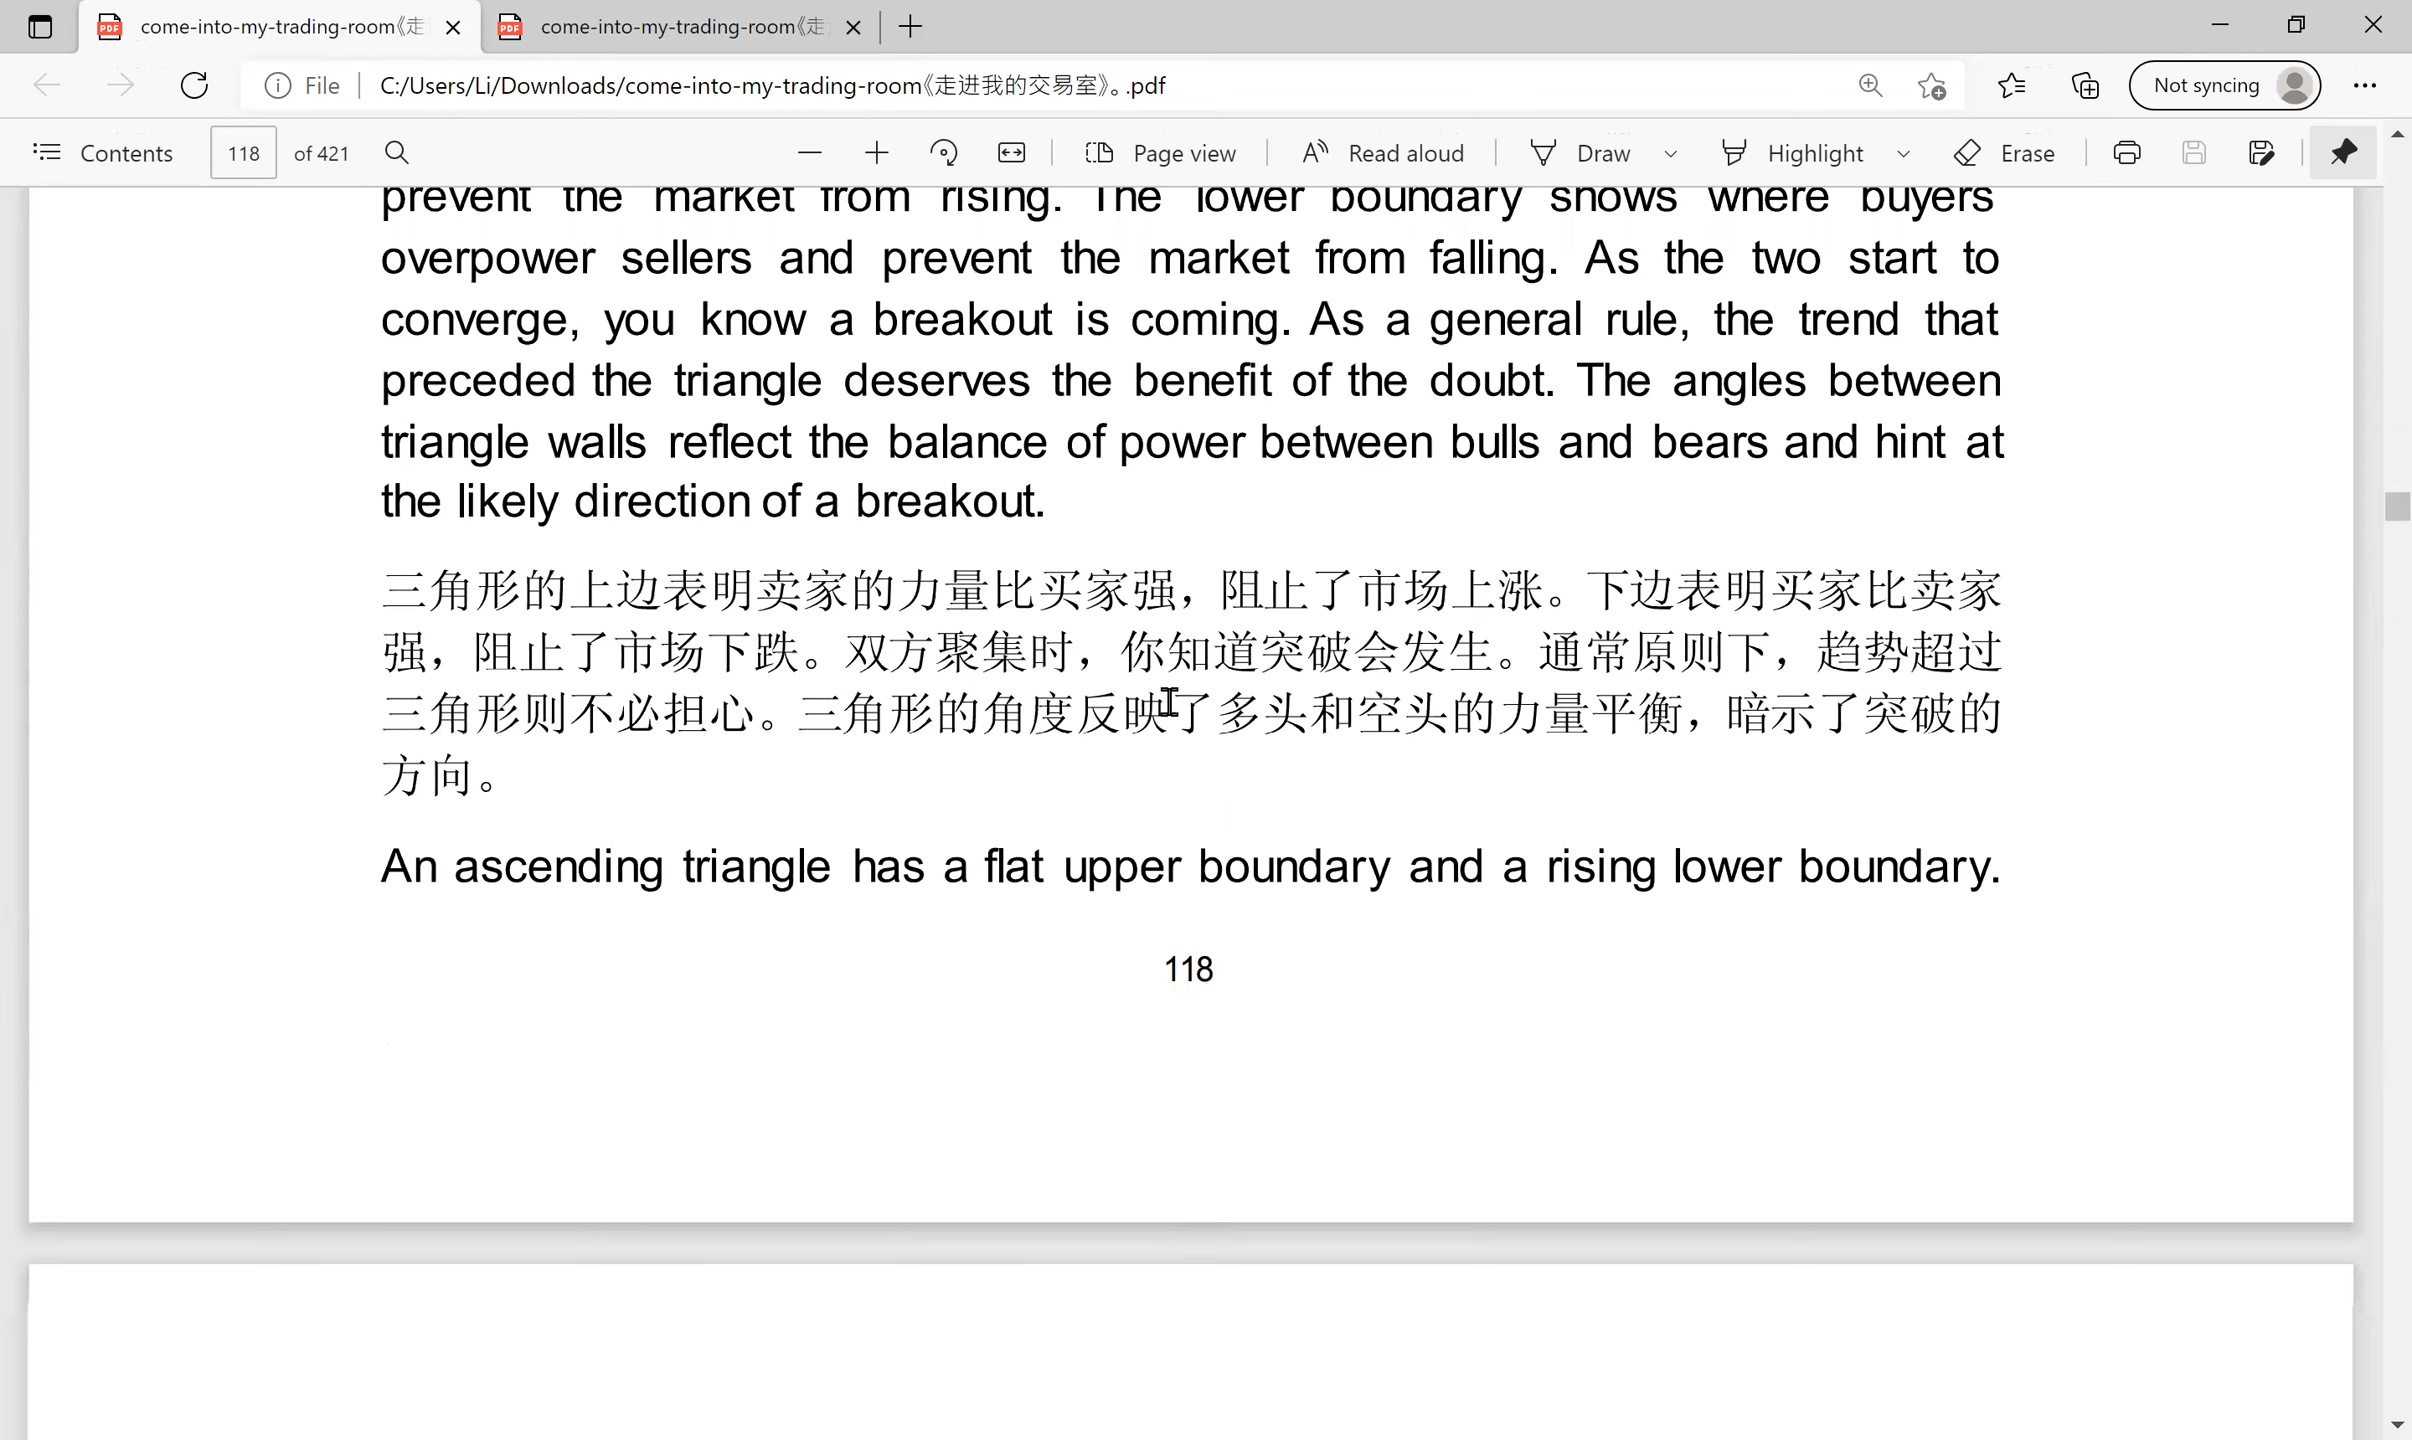 come-into-my-trading-room《走
come-into-my-trading-room《走
File
C:/Users/Li/Downloads/come-into-my-trading-room《走进我的交易室》。.pdf
Not syncing
Contents
118
of 421
Page view
Read aloud
Draw
Highlight
Erase
prevent the market from rising. The lower boundary shows where buyers
overpower sellers and prevent the market from falling. As the two start to
converge, you know a breakout is coming. As a general rule, the trend that
preceded the triangle deserves the benefit of the doubt. The angles between
triangle walls reflect the balance of power between bulls and bears and hint at
the likely direction of a breakout.
三角形的上边表明卖家的力量比买家强，阻止了市场上涨。下边表明买家比卖家
强，阻止了市场下跌。双方聚集时，你知道突破会发生。通常原则下，趋势超过
三角形则不必担心。三角形的角度反映了多头和空头的力量平衡，暗示了突破的
方向。
An ascending triangle has a flat upper boundary and a rising lower boundary.
118